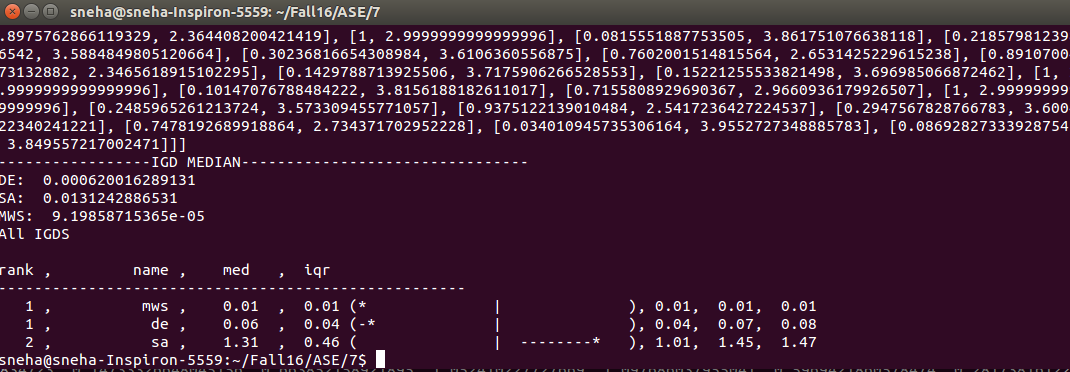 sneha@sneha-Inspiron-5559: ~/Fall16/ASE/7
.8975762866119329, 2.364408200421419], [1, 2.9999999999999996], [0.0815551887753505, 3.861751076638118], [0.21857981239
6542, 3.5884849805120664], [0.30236816654308984, 3.6106360556875], [0.7602001514815564, 2.6531425229615238], [0.8910700
73132882, 2.3465618915102295], [0.1429788713925506, 3.7175906266528553], [0.15221255533821498, 3.696985066872462], [1,
.9999999999999996], [0.10147076788484222, 3.8156188182611017], [0.7155808929690367, 2.9660936179926507], [1, 2.99999999
9999996], [0.2485965261213724, 3.573309455771057], [0.9375122139010484, 2.5417236427224537], [0.2947567828766783, 3.600
22340241221], [0.7478192689918864, 2.734371702952228], [0.034010945735306164, 3.9552727348885783], [0.08692827333928754
3.849557217002471]]]
-----------------IGD MEDIAN--------------------------------
DE:  0.000620016289131
SA:  0.0131242886531
MWS:  9.19858715365e-05
All IGDS
rank ,         name ,    med   ,  iqr
----------------------------------------------------
1 ,          mws ,    0.01  ,  0.01 (*              |              ), 0.01,  0.01,  0.01
1 ,           de ,    0.06  ,  0.04 (-*             |              ), 0.04,  0.07,  0.08
2 ,           sa ,    1.31  ,  0.46 (               |  --------*   ), 1.01,  1.45,  1.47
sneha@sneha-Inspiron-5559:~/Fall16/ASE/7$